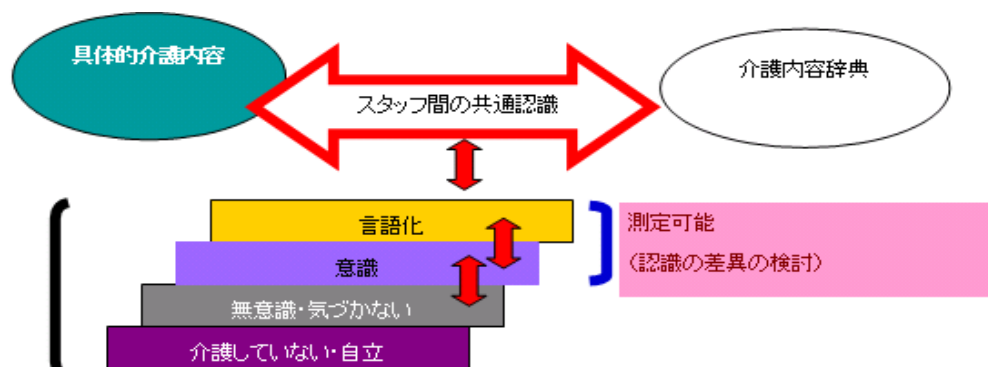 具体的介護内容
介護内容辞典
スタッフ間の共通認識
言語化
測定可能
意識
(認識の差異の検討)
無意識・気づかない
介護していない・自立